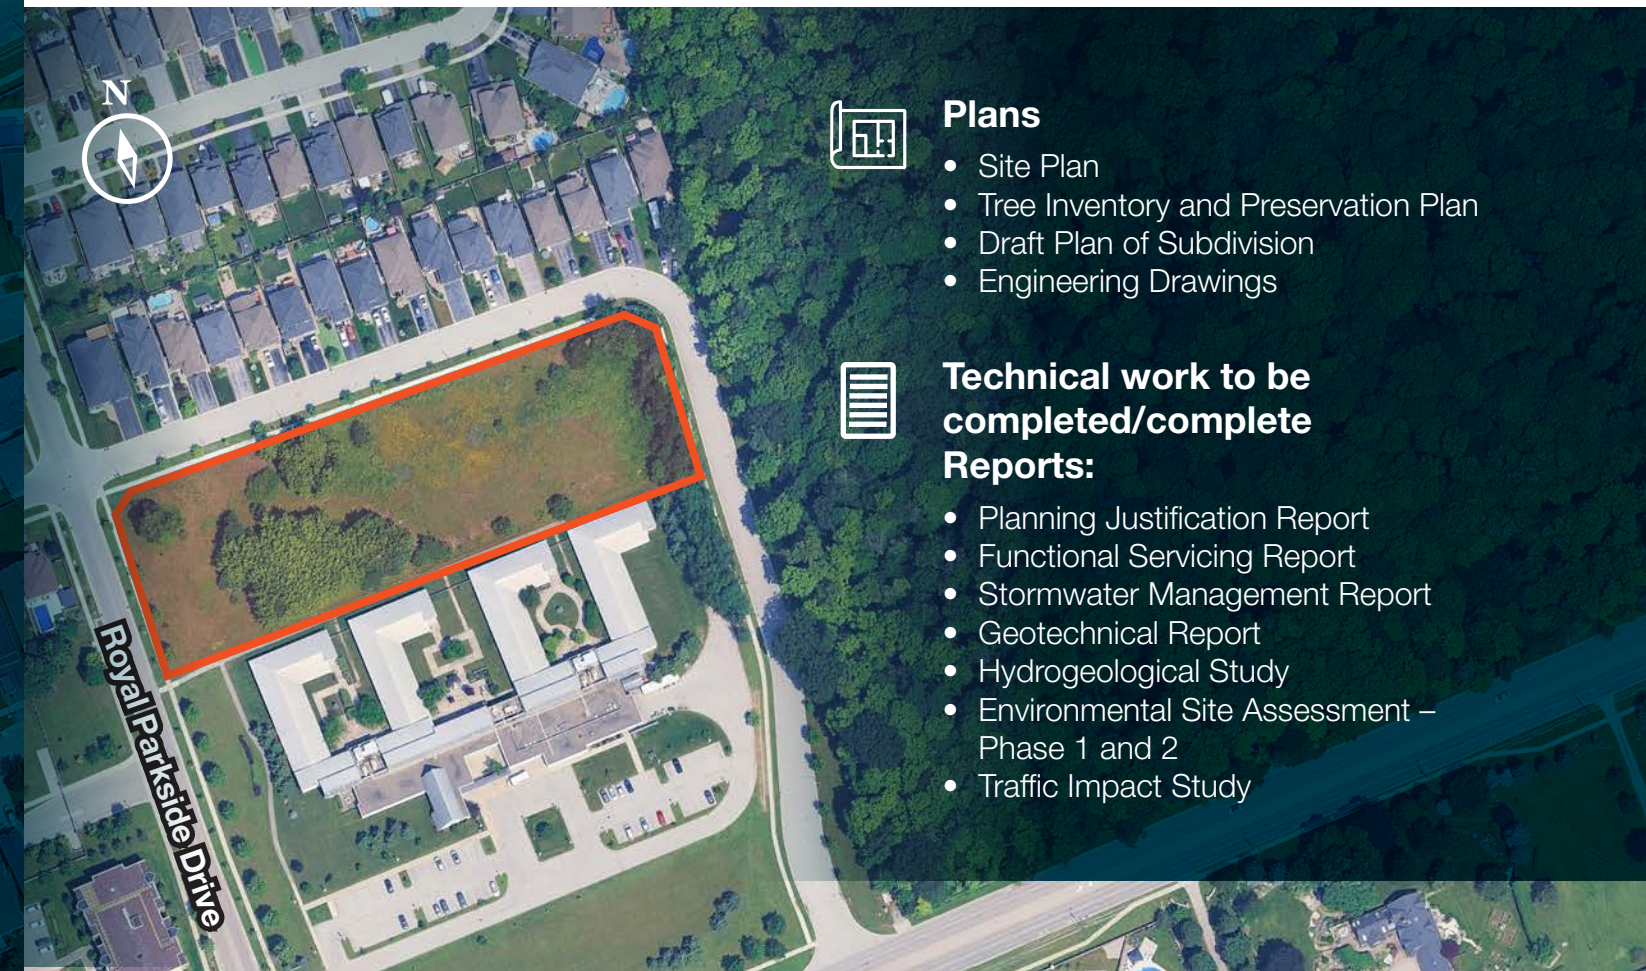 N
Plans
• Site Plan
• Tree Inventory and Preservation Plan
• Draft Plan of Subdivision
• Engineering Drawings
Technical work to be
completed/complete
Reports:
• Planning Justification Report
• Functional Servicing Report
• Stormwater Management Report
• Geotechnical Report
• Hydrogeological Study
• Environmental Site Assessment –
Phase 1 and 2
• Traffic Impact Study
Royal Parkside Drive